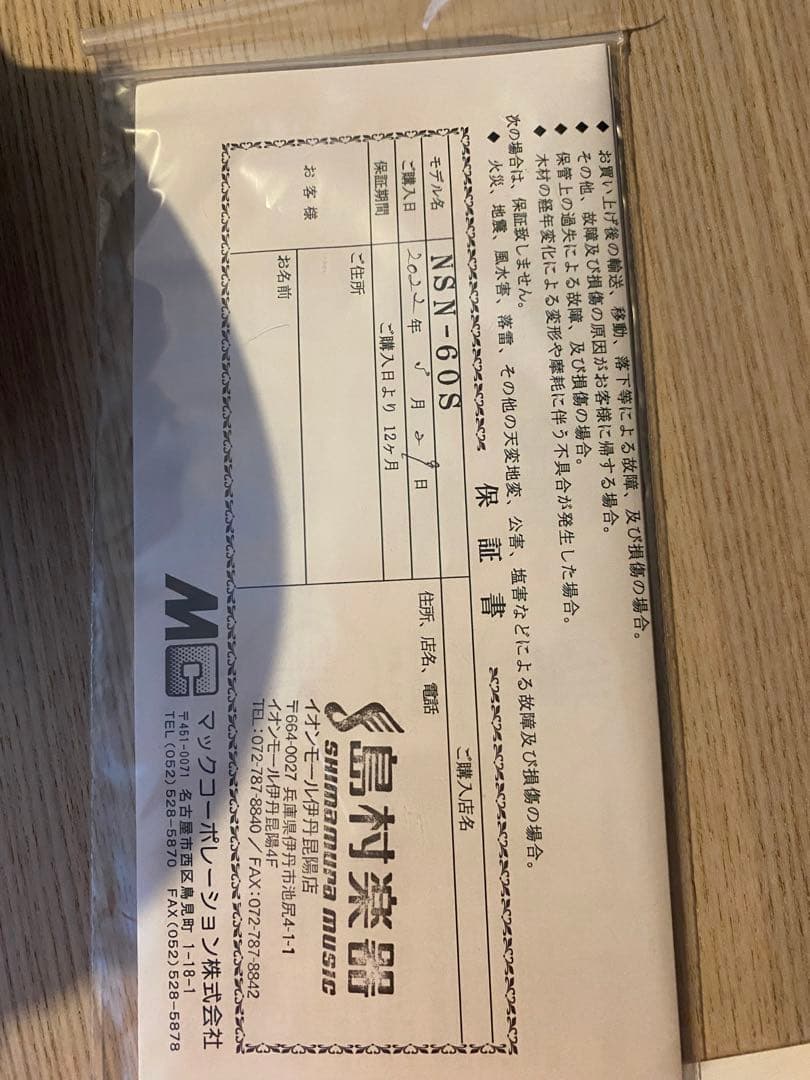 ◆ お買い上げ後の輸送、移動、落下等による故障、及び損傷の場合。
◆ その他、故障及び損傷の原因がお客様に帰する場合。
◆ 保管上の過失による故障、及び損傷の場合。
◆ 木材の経年変化による変形や摩耗に伴う不具合が発生した場合。
次の場合は、保証致しません。
◆ 火災、地震、風水害、落雷、その他の天変地変、公害、塩害などによる故障及び損傷の場合。
保証書
モデル名 NSN-60S
ご購入日 2022年 5月 29日
保証期間 ご購入日より 12ヶ月
お客様
ご住所
お名前
ご購入店名
住所、店名、電話
島村楽器
SHIMAMURA MUSIC
イオンモール伊丹昆陽店
〒664-0027 兵庫県伊丹市池尻4-1-1
イオンモール伊丹昆陽4F
TEL:072-787-8840/FAX:072-787-8842
MC マックコーポレーション株式会社
〒451-0071 名古屋市西区鳥見町 1-18-1
TEL(052)528-5870 FAX(052)528-5878